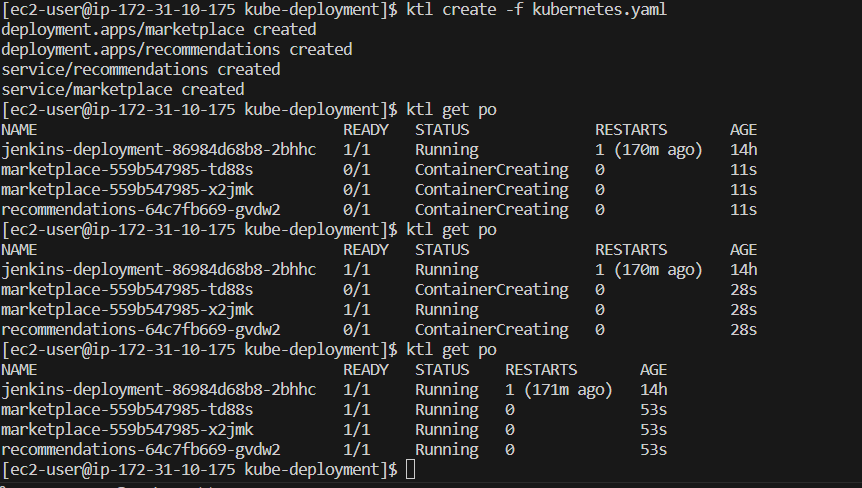 [ec2-user@ip-172-31-10-175 kube-deployment]$ ktl create -f kubernetes.yaml
deployment.apps/marketplace created
deployment.apps/recommendations created
service/recommendations created
service/marketplace created
[ec2-user@ip-172-31-10-175 kube-deployment]$ ktl get po
NAME                                  READY   STATUS              RESTARTS       AGE
jenkins-deployment-86984d68b8-2bhhc   1/1     Running             1 (170m ago)   14h
marketplace-559b547985-td88s          0/1     ContainerCreating   0              11s
marketplace-559b547985-x2jmk          0/1     ContainerCreating   0              11s
recommendations-64c7fb669-gvdw2       0/1     ContainerCreating   0              11s
[ec2-user@ip-172-31-10-175 kube-deployment]$ ktl get po
NAME                                  READY   STATUS              RESTARTS       AGE
jenkins-deployment-86984d68b8-2bhhc   1/1     Running             1 (170m ago)   14h
marketplace-559b547985-td88s          0/1     ContainerCreating   0              28s
marketplace-559b547985-x2jmk          1/1     Running             0              28s
recommendations-64c7fb669-gvdw2       0/1     ContainerCreating   0              28s
[ec2-user@ip-172-31-10-175 kube-deployment]$ ktl get po
NAME                                  READY   STATUS    RESTARTS       AGE
jenkins-deployment-86984d68b8-2bhhc   1/1     Running   1 (171m ago)   14h
marketplace-559b547985-td88s          1/1     Running   0              53s
marketplace-559b547985-x2jmk          1/1     Running   0              53s
recommendations-64c7fb669-gvdw2       1/1     Running   0              53s
[ec2-user@ip-172-31-10-175 kube-deployment]$